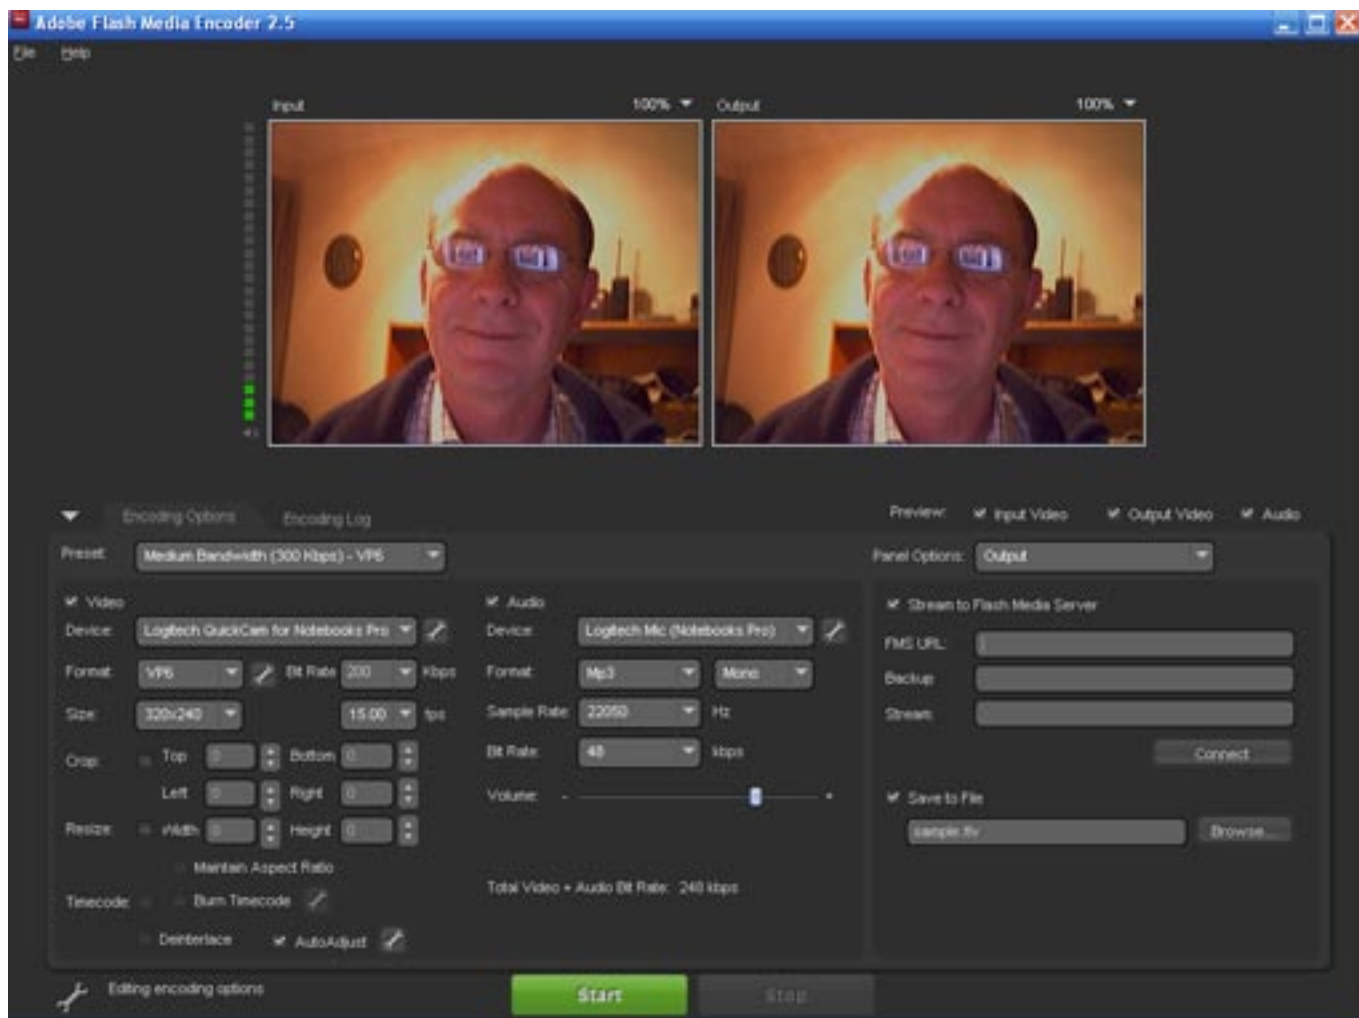 Adobe Flash Media Encoder 2.5
File Help
Input 100% Output 100%
Encoding Options Encoding Log Preview: Input Video Output Video Audio
Preset: Medium Bandwidth (300 Kbps) - VP6 Panel Options: Output
Video Audio Stream to Flash Media Server
Device: Logitech QuickCam for Notebooks Pro Device: Logitech Mic (Notebooks Pro) FMS URL:
Format: VP6 Bit Rate 200 Kbps Format: Mp3 Mono Backup
Size: 320x240 15.00 fps Sample Rate: 22050 Hz Stream:
Crop: Top 0 Bottom 0 Bit Rate: 48 kbps Connect
Left 0 Right 0 Volume: - + Save to File
Resize: Width 0 Height 0 sample.flv Browse...
Maintain Aspect Ratio
Total Video + Audio Bit Rate: 248 kbps
Timecode: Burn Timecode
Deinterlace AutoAdjust
Editing encoding options Start Stop